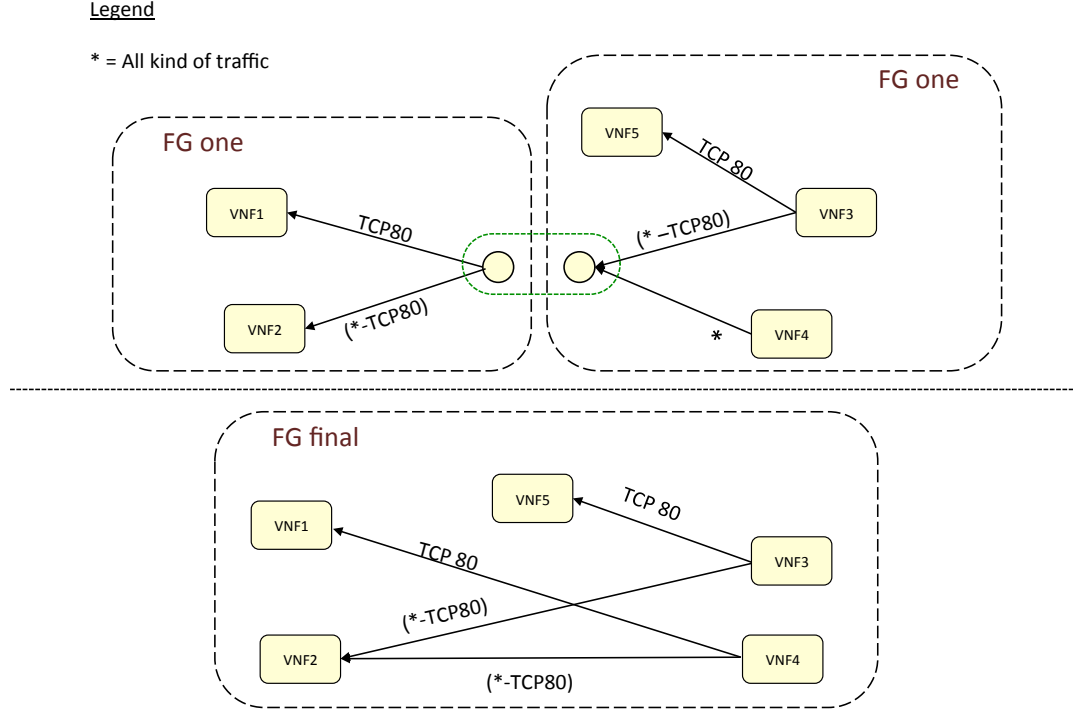 Legend
* = All kind of traffic
FG one
FG one
VNF5
TCP 80
VNF1
TCP80
VNF3
(* –TCP80)
VNF2
(*-TCP80)
*
VNF4
FG final
VNF5
TCP 80
VNF1
TCP 80
VNF3
(*-TCP80)
VNF2
VNF4
(*-TCP80)